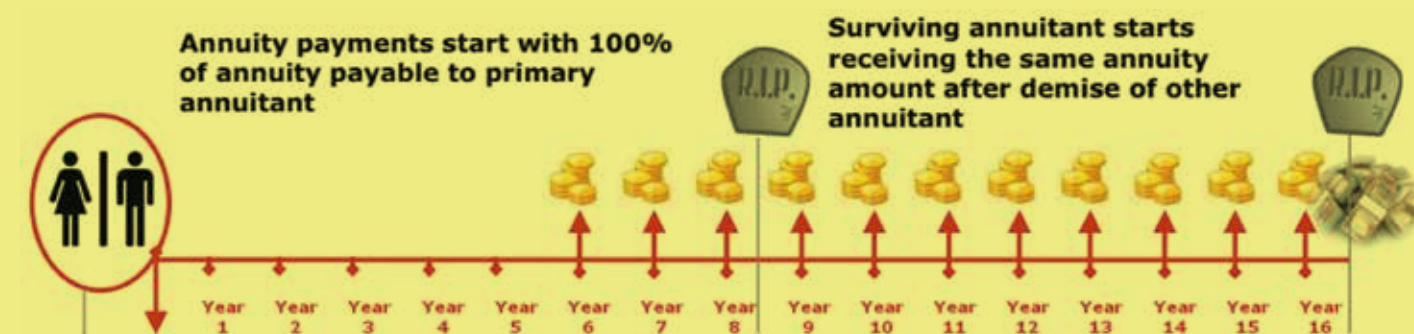 Annuity payments start with 100%
of annuity payable to primary
annuitant
Surviving annuitant starts
receiving the same annuity
amount after demise of other
annuitant
R.I.P.
R.I.P.
Year 1
Year 2
Year 3
Year 4
Year 5
Year 6
Year 7
Year 8
Year 9
Year 10
Year 11
Year 12
Year 13
Year 14
Year 15
Year 16